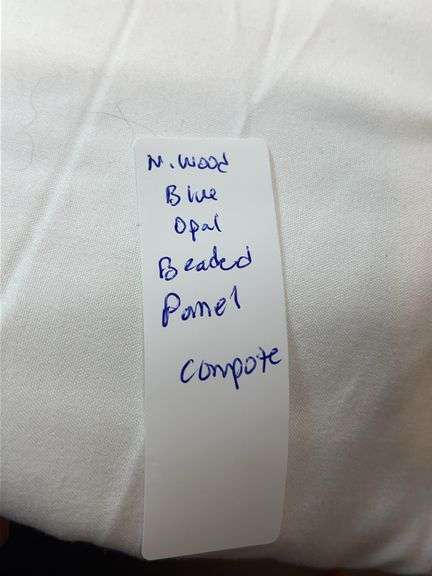 N. Wood
Blue
Opal
Beaded
Panel
Compote